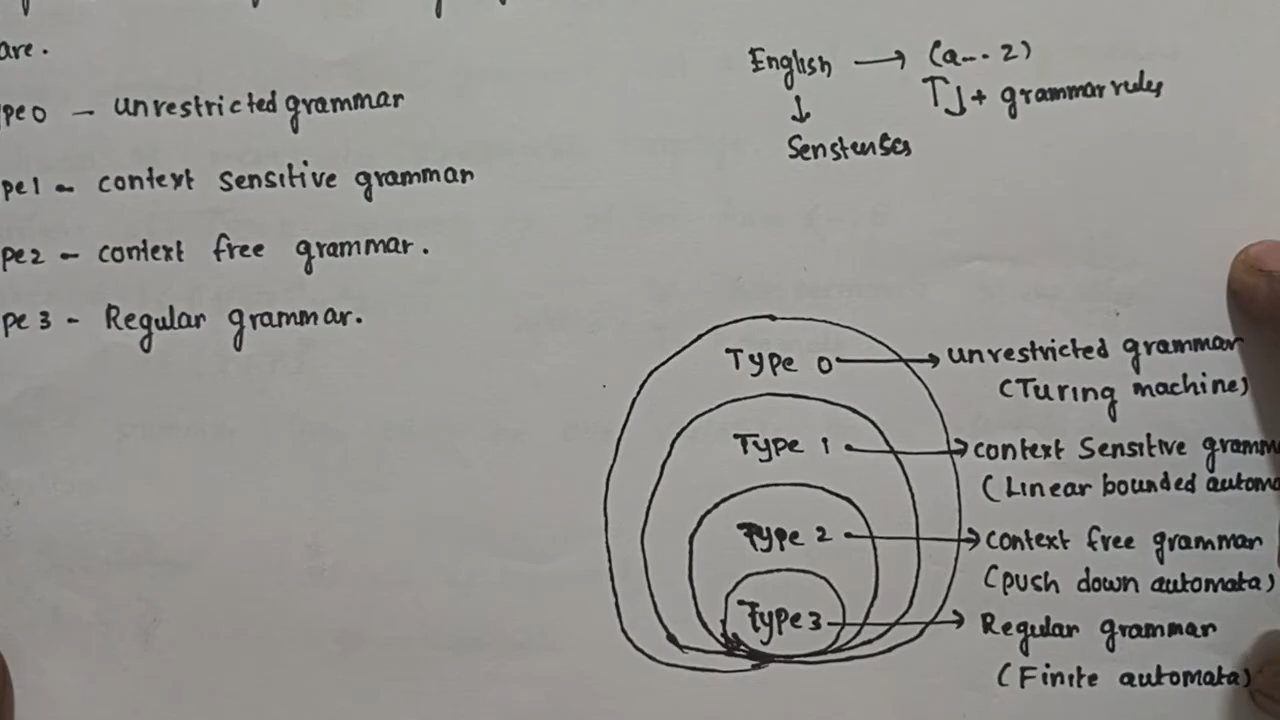 are.
pe0 - unrestricted grammar
pe1 - context sensitive grammar
pe2 - context free grammar.
pe 3 - Regular grammar.
English → (a--- z)
↓ + grammar rules
Senstenses
Type 0 → unrestricted grammar
(Turing machine)
Type 1 → context Sensitive gramm
(Linear bounded automa
Type 2 → context free grammar
(push down automata)
Type 3 → Regular grammar
(Finite automata)